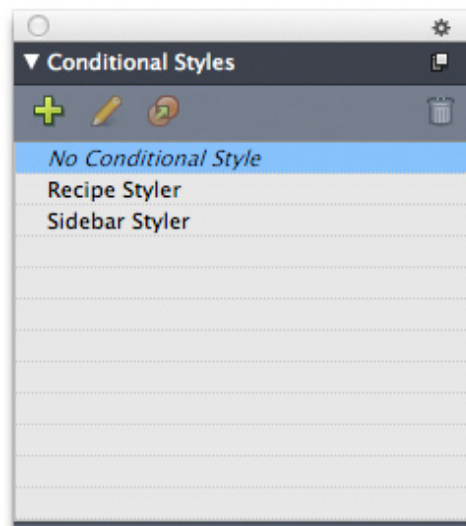 Conditional Styles
No Conditional Style
Recipe Styler
Sidebar Styler